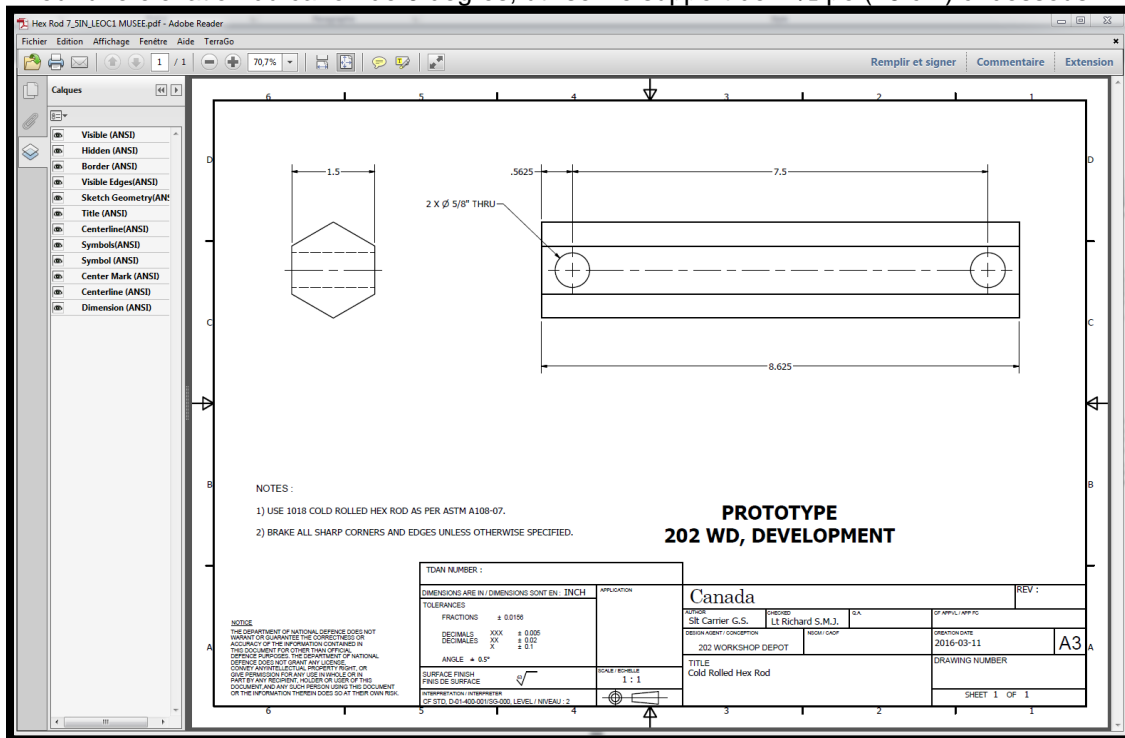 Hex Rod 7_5IN_LEOC1 MUSEE.pdf - Adobe Reader
Fichier Edition Affichage Fenêtre Aide TerraGo
1 / 1 70,7% Remplir et signer Commentaire Extension
Calques
Visible (ANSI)
Hidden (ANSI)
Border (ANSI)
Visible Edges(ANSI)
Sketch Geometry(ANS
Title (ANSI)
Centerline(ANSI)
Symbols(ANSI)
Symbol (ANSI)
Center Mark (ANSI)
Centerline (ANSI)
Dimension (ANSI)
6 5 4 3 2 1
D D
1.5 .5625 7.5
2 X Ø 5/8" THRU
C C
8.625
B B
NOTES :
1) USE 1018 COLD ROLLED HEX ROD AS PER ASTM A108-07.
2) BRAKE ALL SHARP CORNERS AND EDGES UNLESS OTHERWISE SPECIFIED.
PROTOTYPE
202 WD, DEVELOPMENT
TDAN NUMBER :
DIMENSIONS ARE IN / DIMENSIONS SONT EN : INCH
TOLERANCES
FRACTIONS ± 0.0156
DECIMALS XXX ± 0.005
DECIMALES XX ± 0.02
X ± 0.1
ANGLE ± 0.5°
SURFACE FINISH
FINIS DE SURFACE
63
INTERPRETATION / INTERPRETER
CF STD, D-01-400-001/SG-000, LEVEL / NIVEAU : 2
APPLICATION
SCALE / ECHELLE
1 : 1
Canada
REV :
AUTHOR
Slt Carrier G.S.
CHECKED
Lt Richard S.M.J.
Q.A.
CF APPVL / APP FC
DESIGN AGENT / CONCEPTION
202 WORKSHOP DEPOT
NSCM / CAOF
CREATION DATE
2016-03-11
A3
TITLE
Cold Rolled Hex Rod
DRAWING NUMBER
SHEET 1 OF 1
NOTICE
THE DEPARTMENT OF NATIONAL DEFENCE DOES NOT
WARANT OR GUARANTEE THE CORRECTNESS OR
ACCURACY OF THE INFORMATION CONTAINED IN
THIS DOCUMENT FOR OTHER THAN OFFICIAL
DEFENCE PURPOSES. THE DEPARTMENT OF NATIONAL
DEFENCE DOES NOT GRANT ANY LICENSE,
CONVEY ANYINTELLECTUAL PROPERTY RIGHT, OR
GIVE PERMISSION FOR ANY USE IN WHOLE OR IN
PART BY ANY RECIPIENT, HOLDER OR USER OF THIS
DOCUMENT,AND ANY SUCH PERSON USING THIS DOCUMENT
OR THE INFORMATION THEREIN DOES SO AT THEIR OWN RISK.
A A
6 5 4 3 2 1